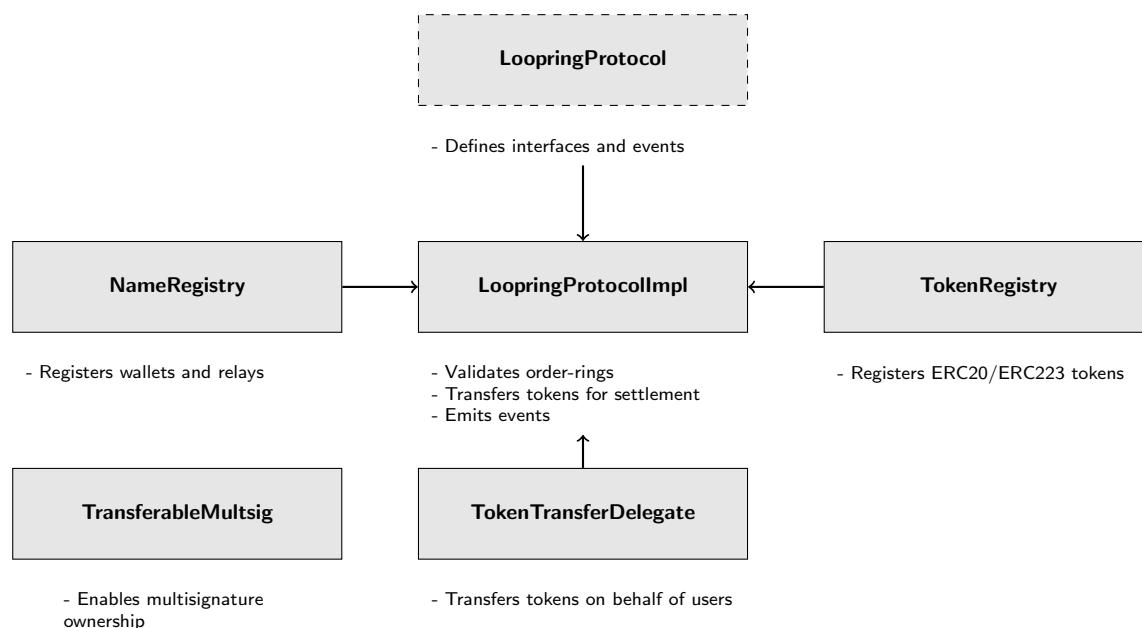 LoopringProtocol
- Defines interfaces and events
NameRegistry
LoopringProtocolImpl
TokenRegistry
- Registers wallets and relays
- Validates order-rings
- Transfers tokens for settlement
- Emits events
- Registers ERC20/ERC223 tokens
TransferableMultsig
TokenTransferDelegate
- Enables multisignature
ownership
- Transfers tokens on behalf of users